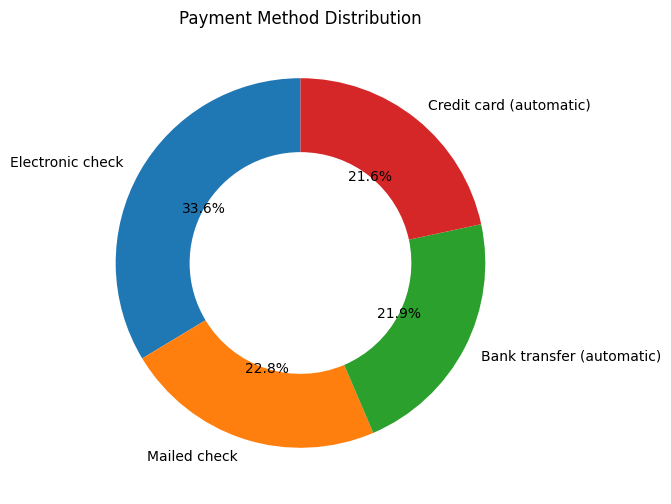 Payment Method Distribution
Credit card (automatic)
Electronic check
21.6%
33.6%
21.9%
Bank transfer (automatic)
22.8%
Mailed check